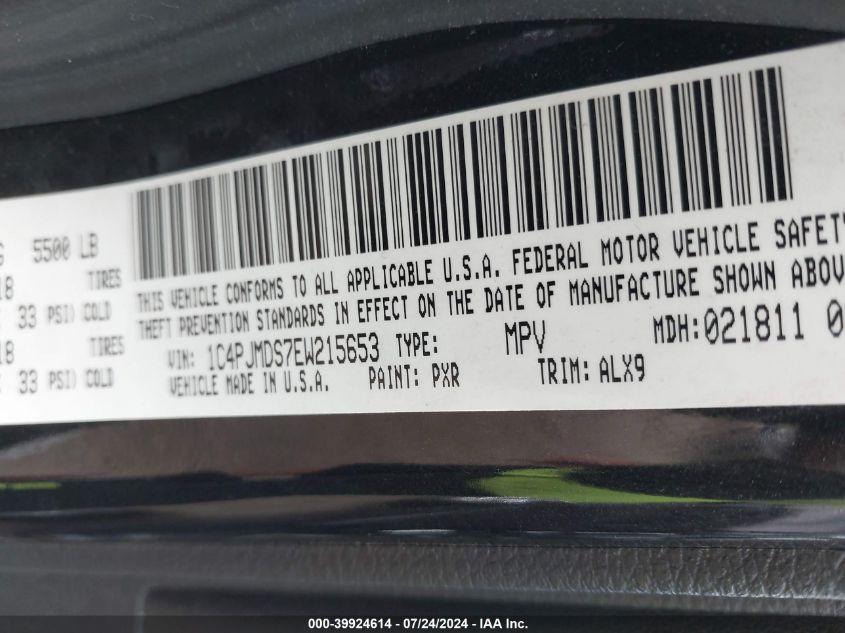 G 5500 LB
18 TIRES
33 PSI) COLD
18 TIRES
33 PSI) COLD
THIS VEHICLE CONFORMS TO ALL APPLICABLE U.S.A. FEDERAL MOTOR VEHICLE SAFETY
THEFT PREVENTION STANDARDS IN EFFECT ON THE DATE OF MANUFACTURE SHOWN ABOV
VIN: 1C4PJMDS7EW215653 TYPE: MPV MDH:021811 0
VEHICLE MADE IN U.S.A. PAINT: PXR TRIM: ALX9
000-39924614 / 07/24/2024 - IAA Inc.